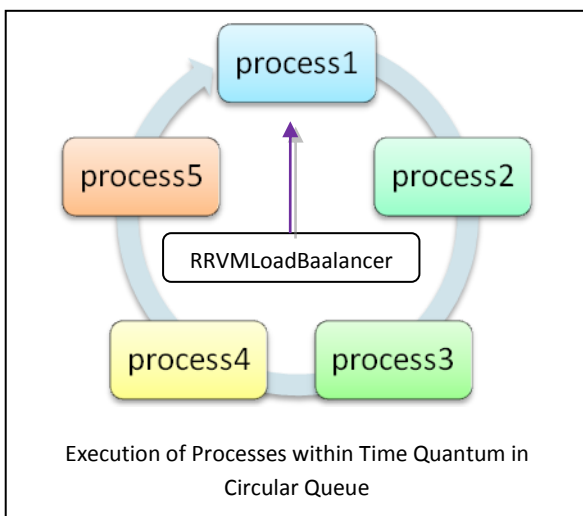 process1
process5
process2
RRVMLoadBaalancer
process4
process3
Execution of Processes within Time Quantum in
Circular Queue